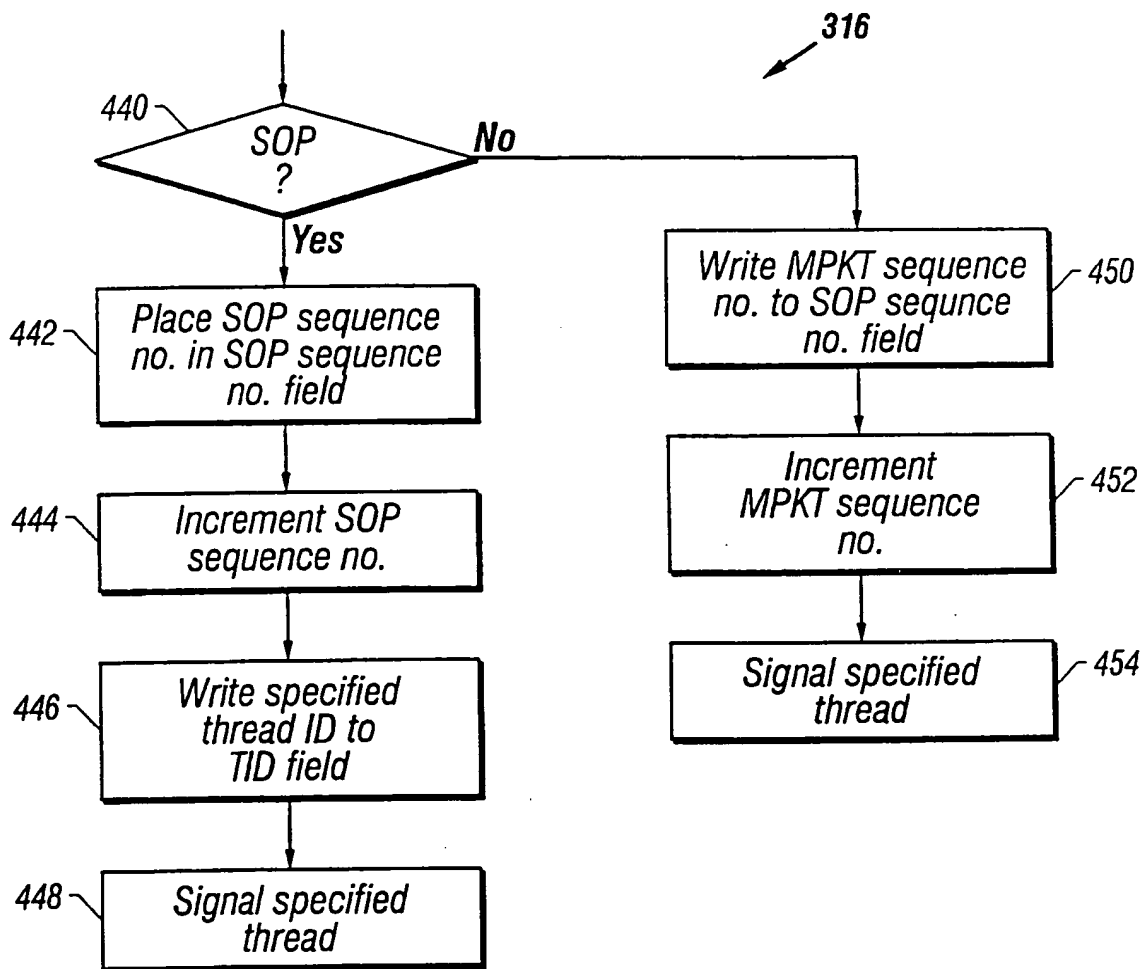 316
440
SOP
?
No
Yes
442
Place SOP sequence
no. in SOP sequence
no. field
444
Increment SOP
sequence no.
446
Write specified
thread ID to
TID field
448
Signal specified
thread
Write MPKT sequence
no. to SOP sequnce
no. field
450
Increment
MPKT sequence
no.
452
Signal specified
thread
454